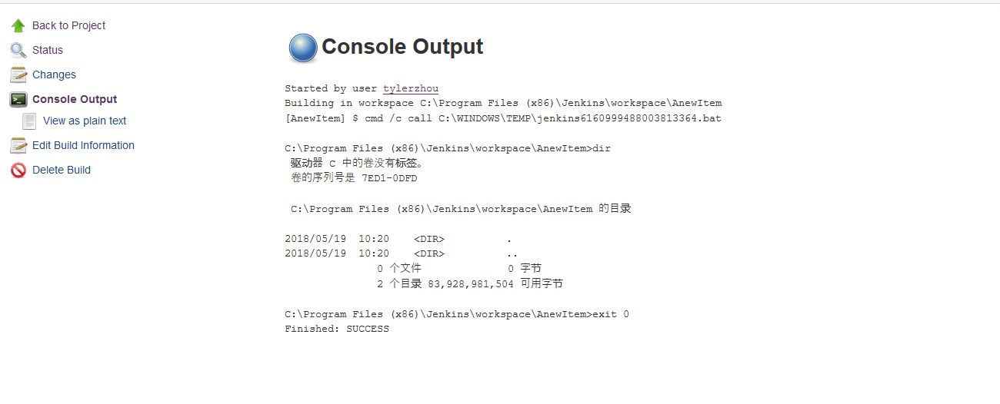 Back to Project
Status
Changes
Console Output
View as plain text
Edit Build Information
Delete Build
Console Output
Started by user tylerzhou
Building in workspace C:\Program Files (x86)\Jenkins\workspace\AnewItem
[AnewItem] $ cmd /c call C:\WINDOWS\TEMP\jenkins6160999488003813364.bat
C:\Program Files (x86)\Jenkins\workspace\AnewItem>dir
驱动器 C 中的卷没有标签。
卷的序列号是 7ED1-0DFD
C:\Program Files (x86)\Jenkins\workspace\AnewItem 的目录
2018/05/19  10:20    <DIR>          .
2018/05/19  10:20    <DIR>          ..
0 个文件              0 字节
2 个目录 83,928,981,504 可用字节
C:\Program Files (x86)\Jenkins\workspace\AnewItem>exit 0
Finished: SUCCESS